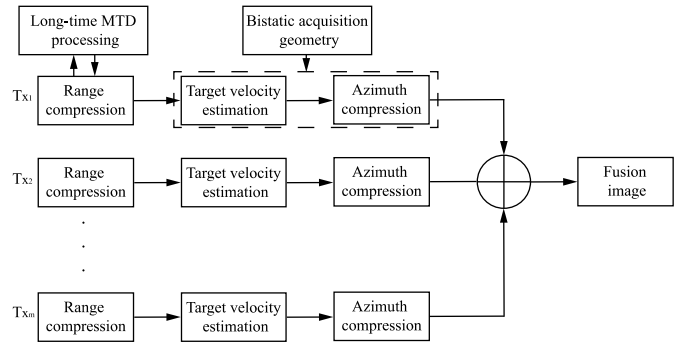 Long-time MTD
processing
Bistatic acquisition
geometry
Tx1
Range
compression
Target velocity
estimation
Azimuth
compression
Tx2
Range
compression
Target velocity
estimation
Azimuth
compression
Fusion
image
.
.
.
Txm
Range
compression
Target velocity
estimation
Azimuth
compression